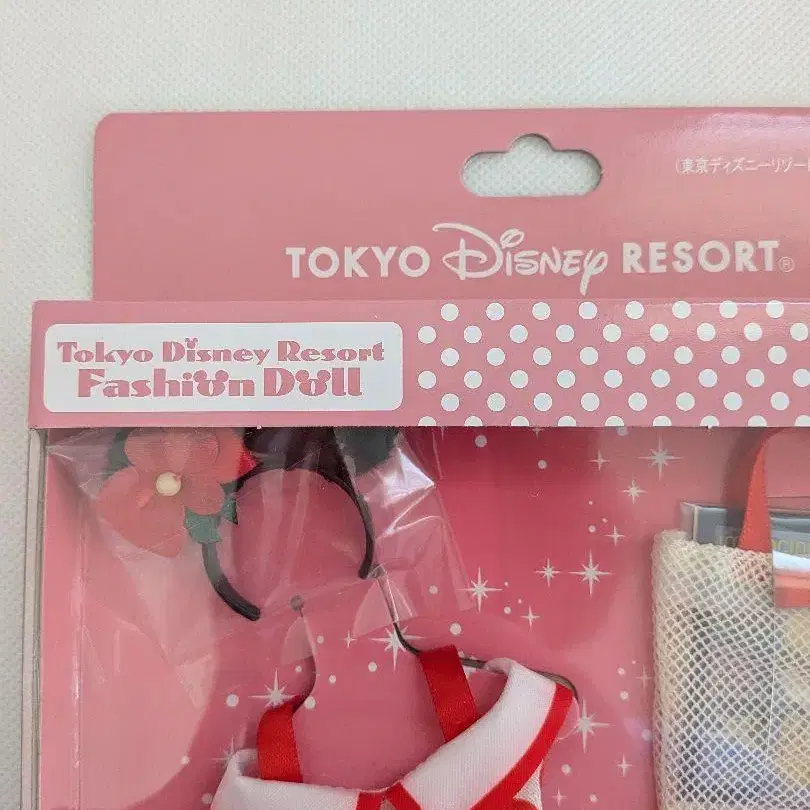 (東京ディズニーリゾート
TOKYO Disney RESORT®
Tokyo Disney Resort
Fashion Doll